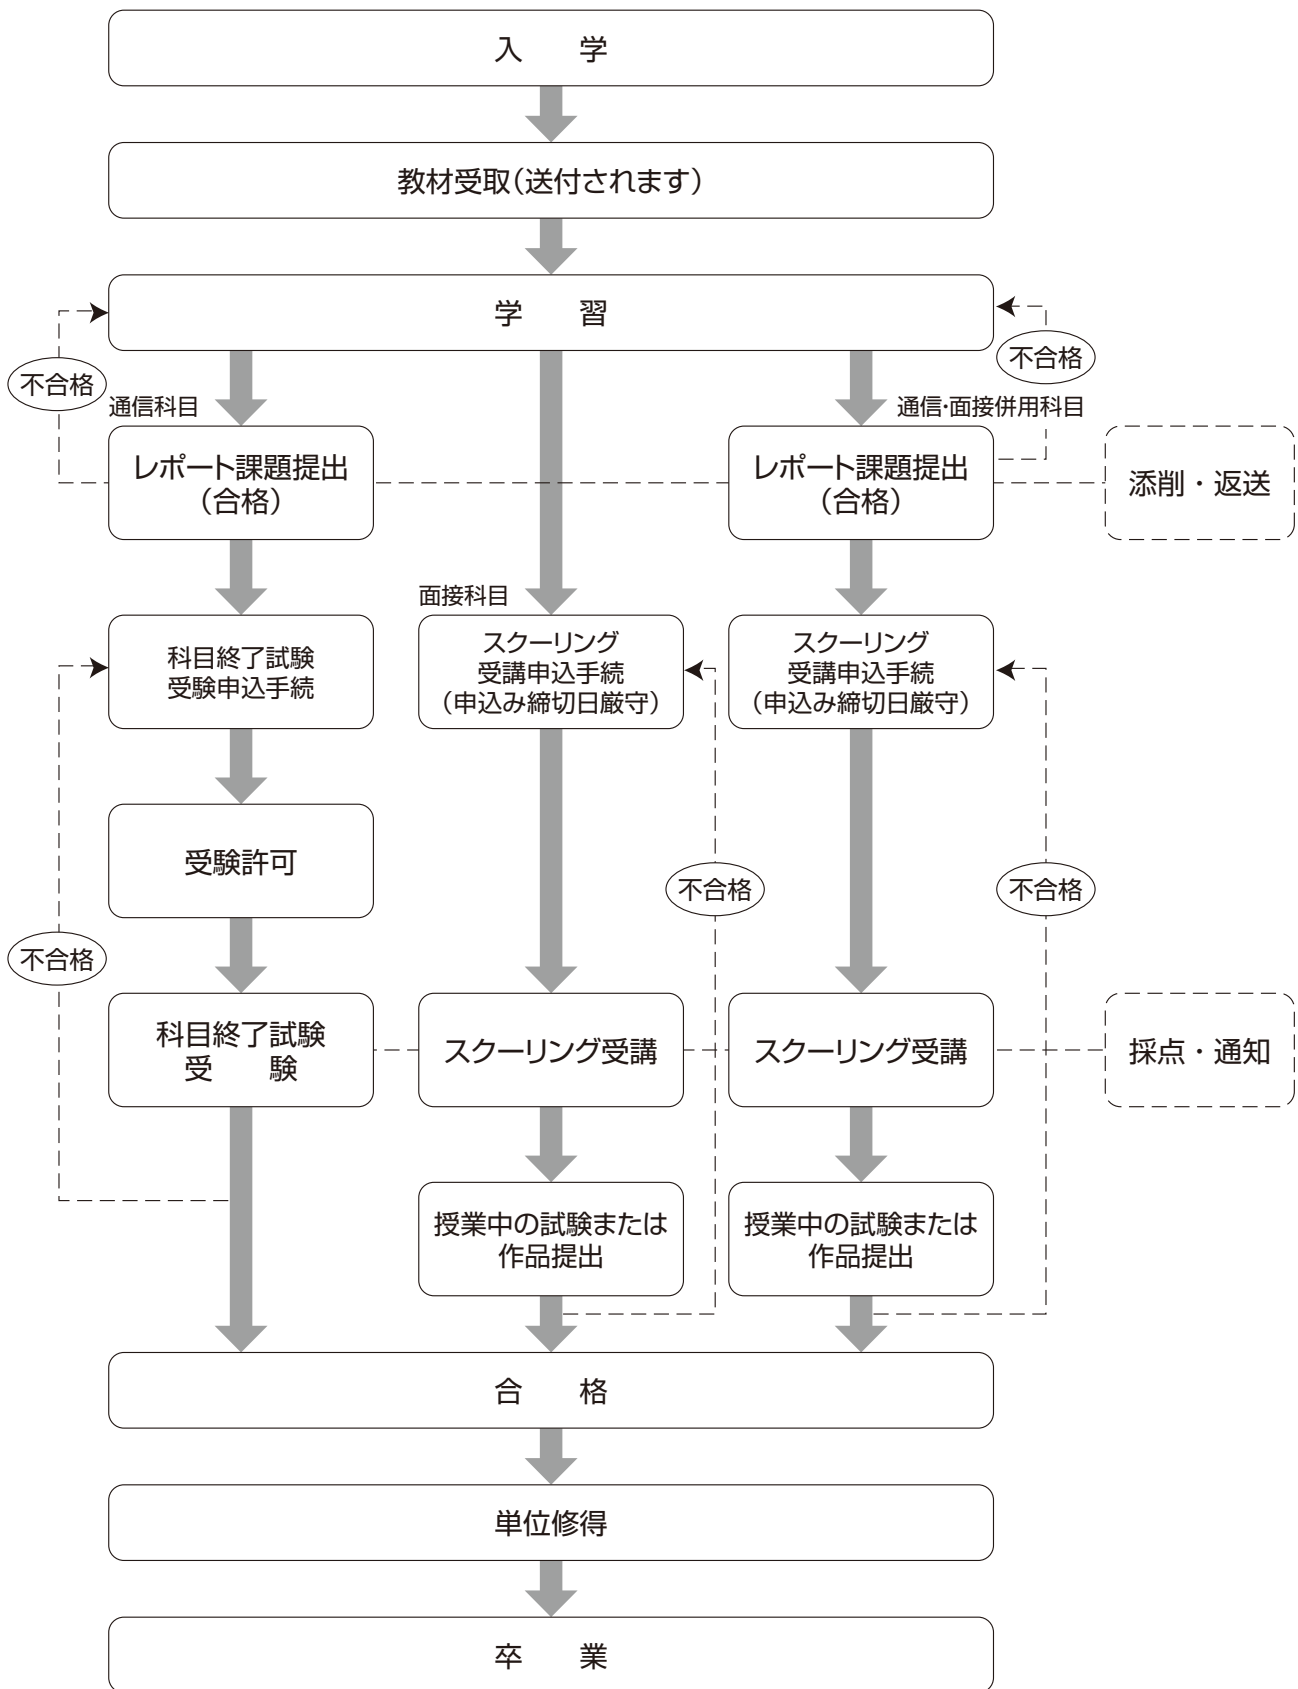 入　学
教材受取(送付されます)
学　習
不合格
不合格
通信科目
通信・面接併用科目
レポート課題提出
(合格)
レポート課題提出
(合格)
添削・返送
面接科目
科目終了試験
受験申込手続
スクーリング
受講申込手続
(申込み締切日厳守)
スクーリング
受講申込手続
(申込み締切日厳守)
受験許可
不合格
不合格
不合格
科目終了試験
受　験
スクーリング受講
スクーリング受講
採点・通知
授業中の試験または
作品提出
授業中の試験または
作品提出
合　格
単位修得
卒　業